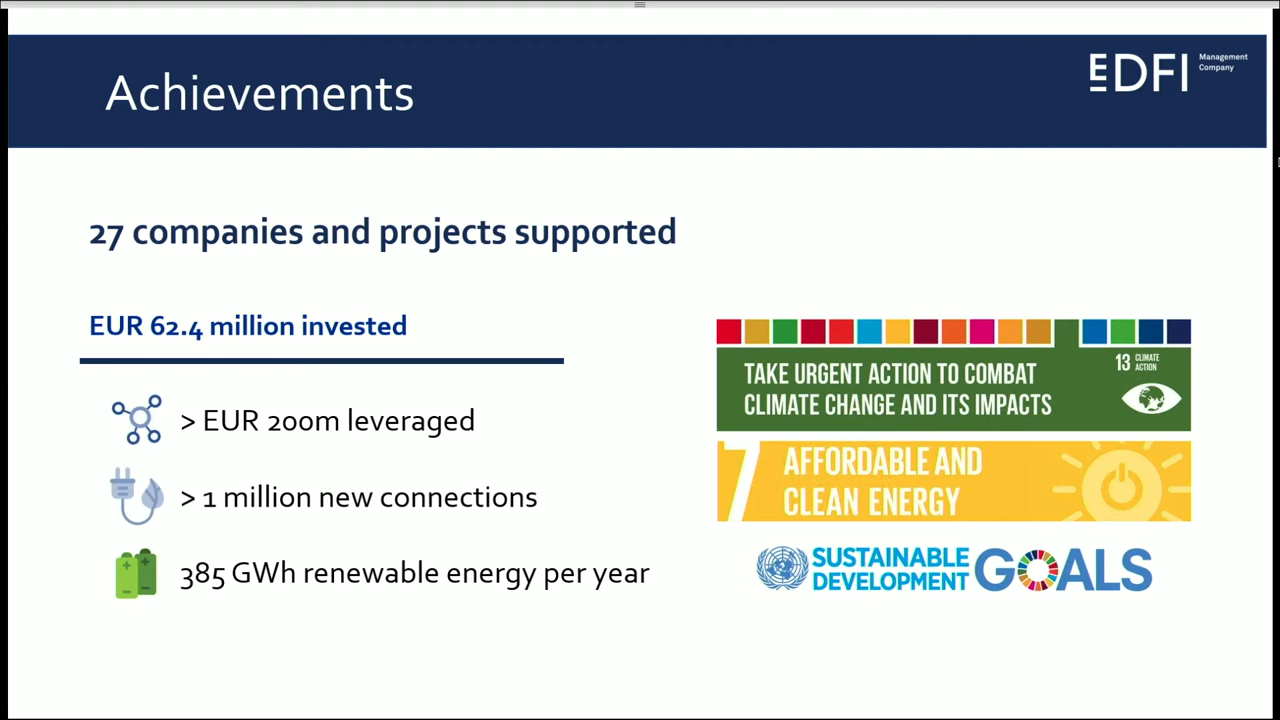 Achievements
EDFI
Management
Company
27 companies and projects supported
EUR 62.4 million invested
> EUR 200m leveraged
> 1 million new connections
385 GWh renewable energy per year
TAKE URGENT ACTION TO COMBAT
CLIMATE CHANGE AND ITS IMPACTS
13 CLIMATE
ACTION
7 AFFORDABLE AND
CLEAN ENERGY
SUSTAINABLE
DEVELOPMENT
GOALS